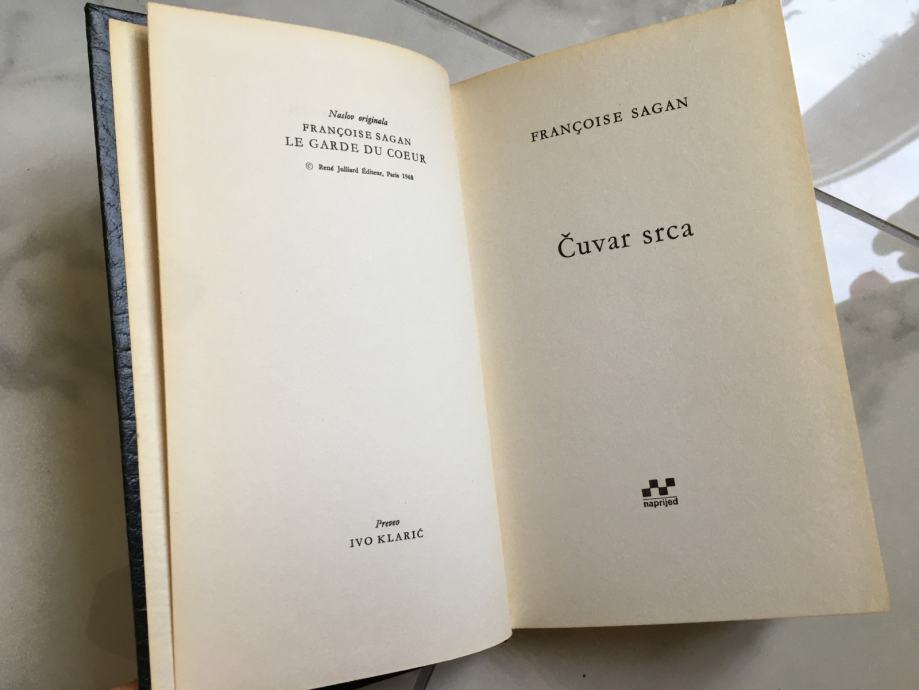 Naslov originala
FRANÇOISE SAGAN
LE GARDE DU COEUR
© René Julliard Éditeur, Paris 1968
Preveo
IVO KLARIĆ
FRANÇOISE SAGAN
Čuvar srca
naprijed